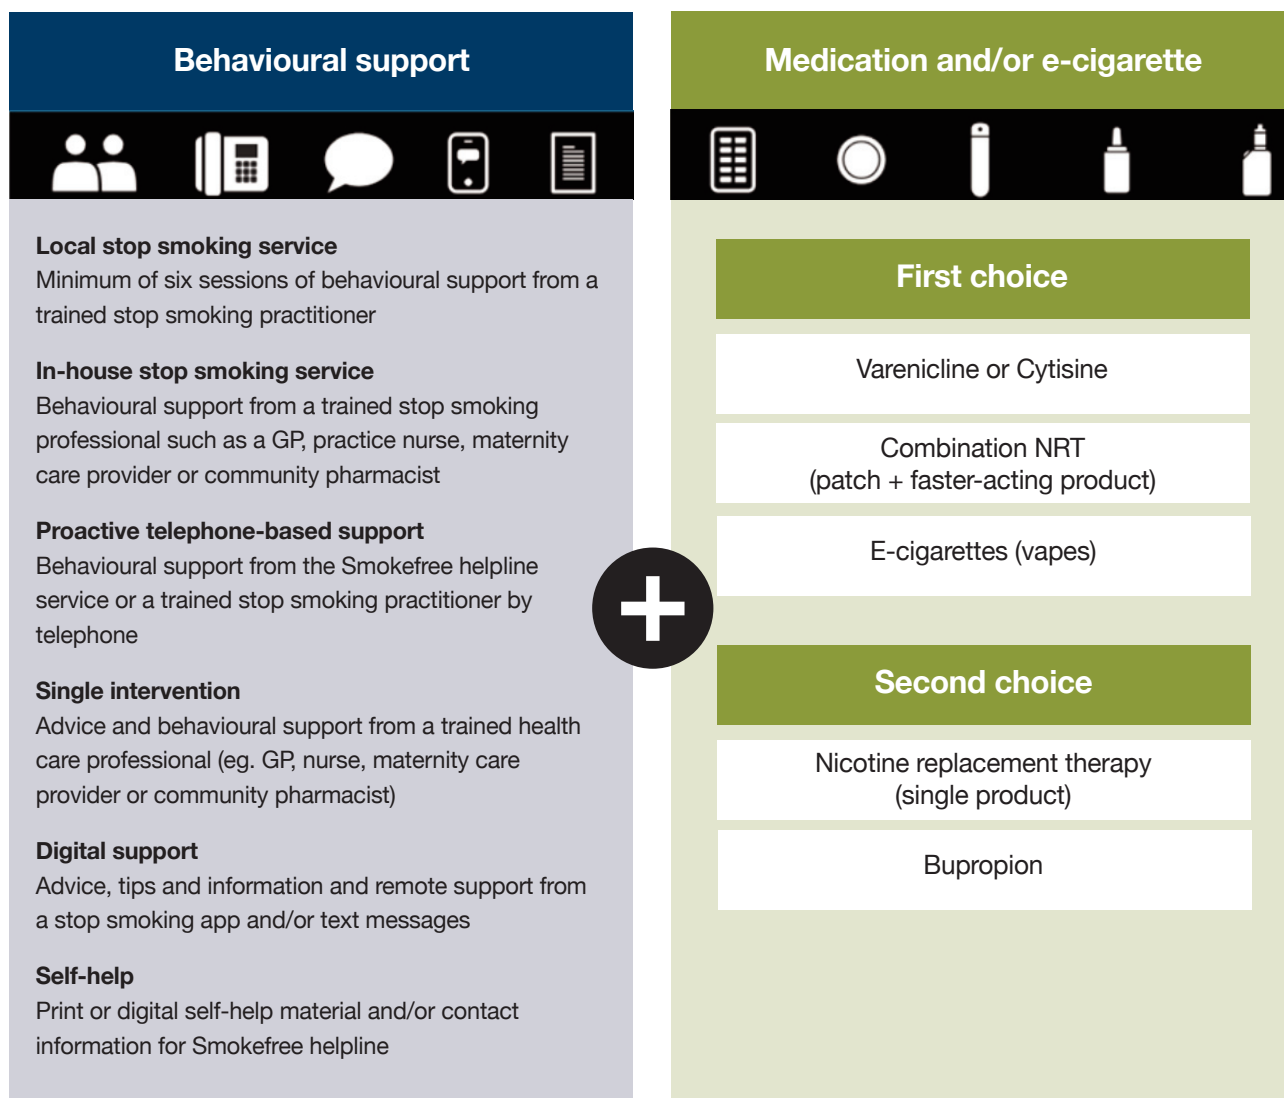 Behavioural support
Local stop smoking service
Minimum of six sessions of behavioural support from a
trained stop smoking practitioner
In-house stop smoking service
Behavioural support from a trained stop smoking
professional such as a GP, practice nurse, maternity
care provider or community pharmacist
Proactive telephone-based support
Behavioural support from the Smokefree helpline
service or a trained stop smoking practitioner by
telephone
Single intervention
Advice and behavioural support from a trained health
care professional (eg. GP, nurse, maternity care
provider or community pharmacist)
Digital support
Advice, tips and information and remote support from
a stop smoking app and/or text messages
Self-help
Print or digital self-help material and/or contact
information for Smokefree helpline
+
Medication and/or e-cigarette
First choice
Varenicline or Cytisine
Combination NRT
(patch + faster-acting product)
E-cigarettes (vapes)
Second choice
Nicotine replacement therapy
(single product)
Bupropion